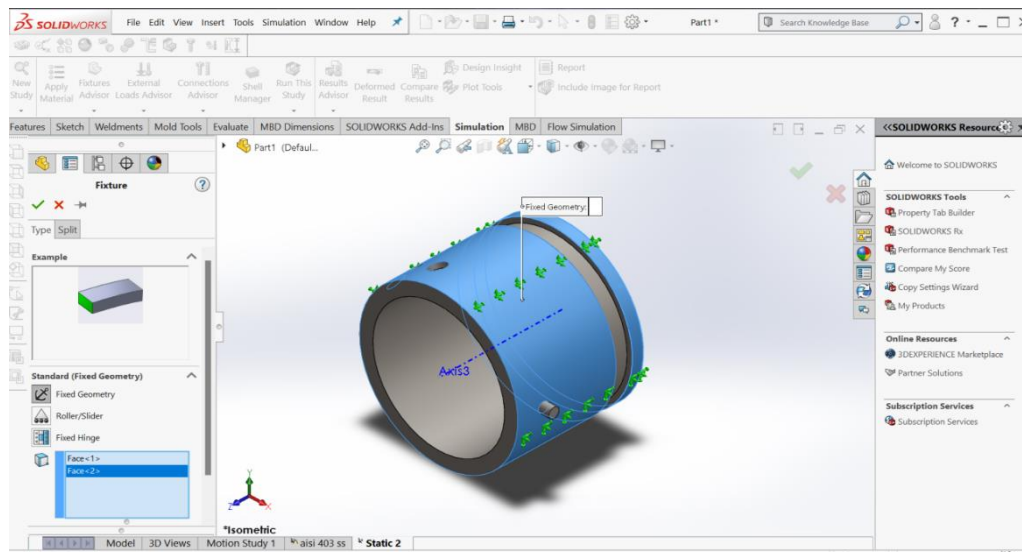 SOLIDWORKS File Edit View Insert Tools Simulation Window Help Part1 * Search Knowledge Base ?
New Study Apply Material Fixtures Advisor External Loads Advisor Connections Advisor Shell Manager Run This Study Results Advisor Deformed Result Compare Results Design Insight Plot Tools Report Include Image for Report
Features Sketch Weldments Mold Tools Evaluate MBD Dimensions SOLIDWORKS Add-Ins Simulation MBD Flow Simulation
Part1 (Defaul...
Fixture ?
Type Split
Example
Standard (Fixed Geometry)
Fixed Geometry
Roller/Slider
Fixed Hinge
Face<1>
Face<2>
Fixed Geometry:
Axis3
Y
Z X
*Isometric
Model 3D Views Motion Study 1 aisi 403 ss Static 2
<<SOLIDWORKS Resource
Welcome to SOLIDWORKS
SOLIDWORKS Tools
Property Tab Builder
SOLIDWORKS Rx
Performance Benchmark Test
Compare My Score
Copy Settings Wizard
My Products
Online Resources
3DEXPERIENCE Marketplace
Partner Solutions
Subscription Services
Subscription Services